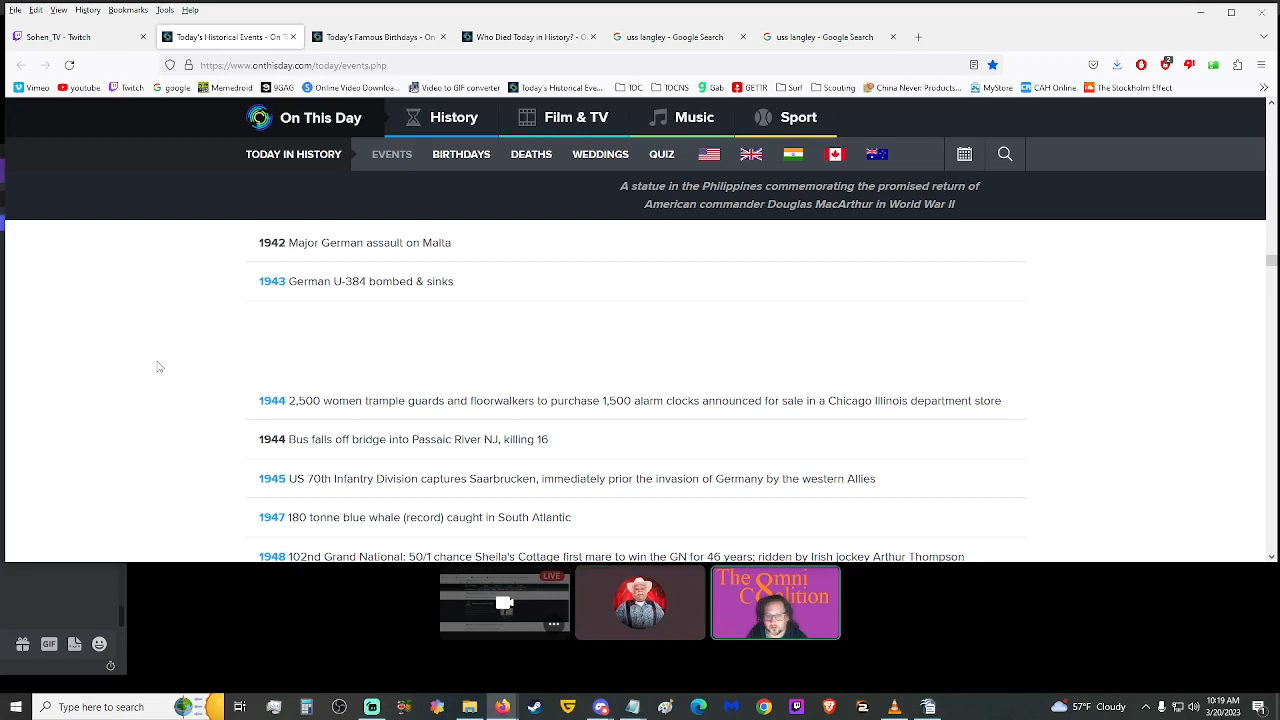 File Edit View History Bookmarks Tools Help
Sohen_TV - Twitch
Today's Historical Events - On T
Today's Famous Birthdays - On
Who Died Today in History? - O
uss langley - Google Search
uss langley - Google Search
https://www.onthisday.com/today/events.php
Vimeo youtube Twitch google Memedroid 9GAG Online Video Downloa... Video to GIF converter Today's Historical Eve... TOC TOCNS Gab GETTR Surf Scouting China Never: Product... MyStore CAH Online The Stockholm Effect
On This Day History Film & TV Music Sport
TODAY IN HISTORY EVENTS BIRTHDAYS DEATHS WEDDINGS QUIZ
A statue in the Philippines commemorating the promised return of
American commander Douglas MacArthur in World War II
1942 Major German assault on Malta
1943 German U-384 bombed & sinks
1944 2,500 women trample guards and floorwalkers to purchase 1,500 alarm clocks announced for sale in a Chicago Illinois department store
1944 Bus falls off bridge into Passaic River NJ, killing 16
1945 US 70th Infantry Division captures Saarbrucken, immediately prior the invasion of Germany by the western Allies
1947 180 tonne blue whale (record) caught in South Atlantic
1948 102nd Grand National: 50/1 chance Sheila's Cottage first mare to win the GN for 46 years; ridden by Irish jockey Arthur Thompson
LIVE
The 8mni
Coalition
GIF
Type here to search
57°F Cloudy
10:19 AM
3/20/2023